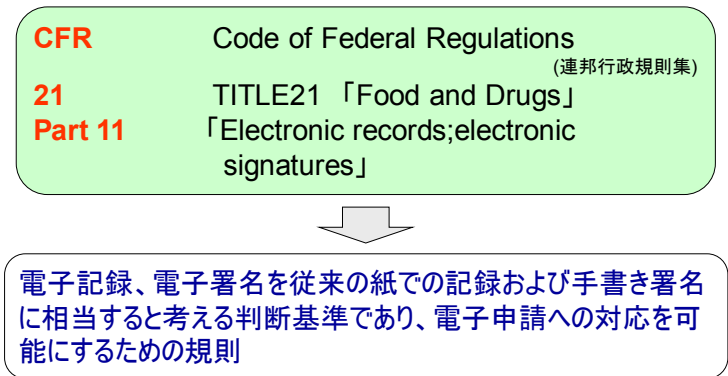 CFR Code of Federal Regulations
(連邦行政規則集)
21 TITLE21 「Food and Drugs」
Part 11 「Electronic records;electronic
signatures」
電子記録、電子署名を従来の紙での記録および手書き署名
に相当すると考える判断基準であり、電子申請への対応を可
能にするための規則